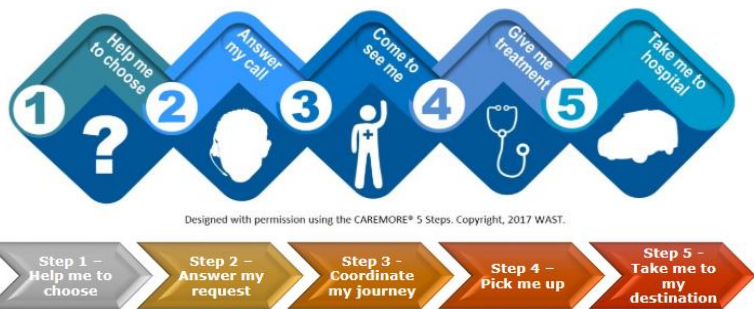 1
Help me
to choose
?
2
Answer
my call
3
Come to
see me
4
Give me
treatment
5
Take me to
hospital
Designed with permission using the CAREMORE® 5 Steps. Copyright, 2017 WAST.
Step 1 –
Help me to
choose
Step 2 –
Answer my
request
Step 3 -
Coordinate
my journey
Step 4 –
Pick me up
Step 5 -
Take me to
my
destination